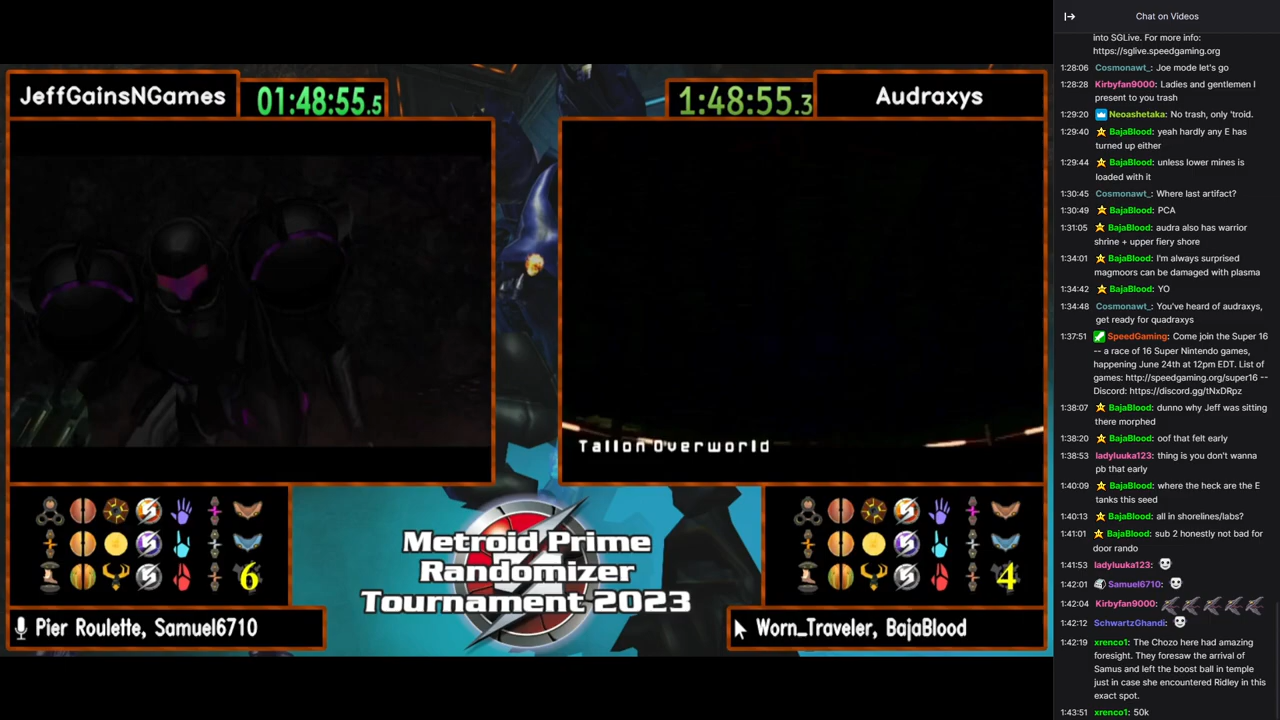 JeffGainsNGames
01:48:55.5
1:48:55.3
Audraxys
Tallon Overworld
6
4
Metroid Prime
Randomizer
Tournament 2023
Pier Roulette, Samuel6710
Worn_Traveler, BajaBlood
Chat on Videos
into SGLive. For more info:
https://sglive.speedgaming.org
1:28:06 Cosmonawt_: Joe mode let's go
1:28:28 Kirbyfan9000: Ladies and gentlemen I
present to you trash
1:29:20 Neoashetaka: No trash, only 'troid.
1:29:40 BajaBlood: yeah hardly any E has
turned up either
1:29:44 BajaBlood: unless lower mines is
loaded with it
1:30:45 Cosmonawt_: Where last artifact?
1:30:49 BajaBlood: PCA
1:31:05 BajaBlood: audra also has warrior
shrine + upper fiery shore
1:34:01 BajaBlood: I'm always surprised
magmoors can be damaged with plasma
1:34:42 BajaBlood: YO
1:34:48 Cosmonawt_: You've heard of audraxys,
get ready for quadraxys
1:37:51 SpeedGaming: Come join the Super 16
-- a race of 16 Super Nintendo games,
happening June 24th at 12pm EDT. List of
games: http://speedgaming.org/super16 --
Discord: https://discord.gg/tNxDRpz
1:38:07 BajaBlood: dunno why Jeff was sitting
there morphed
1:38:20 BajaBlood: oof that felt early
1:38:53 ladyluuka123: thing is you don't wanna
pb that early
1:40:09 BajaBlood: where the heck are the E
tanks this seed
1:40:13 BajaBlood: all in shorelines/labs?
1:41:01 BajaBlood: sub 2 honestly not bad for
door rando
1:41:53 ladyluuka123:
1:42:01 Samuel6710:
1:42:04 Kirbyfan9000:
1:42:12 SchwartzGhandi:
1:42:19 xrenco1: The Chozo here had amazing
foresight. They foresaw the arrival of
Samus and left the boost ball in temple
just in case she encountered Ridley in this
exact spot.
1:43:51 xrenco1: 50k